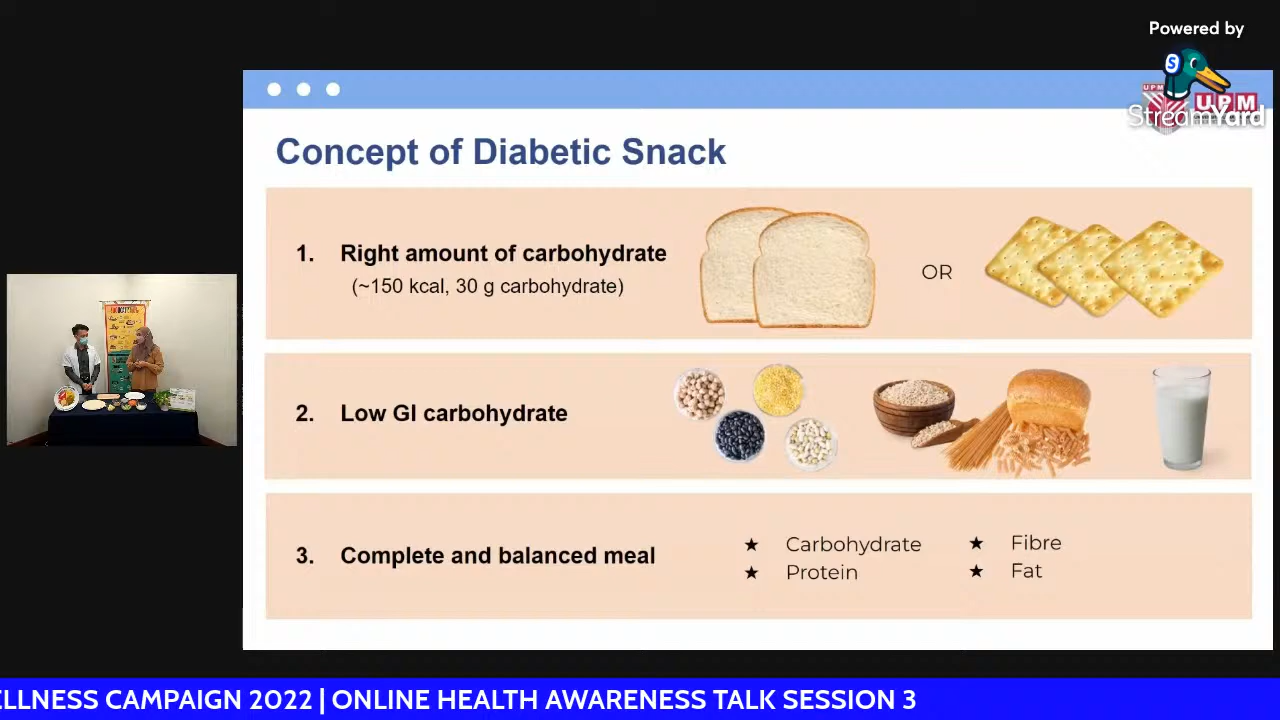 Powered by
StreamYard
UPM
UPM
Concept of Diabetic Snack
1. Right amount of carbohydrate
(~150 kcal, 30 g carbohydrate)
OR
2. Low GI carbohydrate
3. Complete and balanced meal
★ Carbohydrate
★ Protein
★ Fibre
★ Fat
ELLNESS CAMPAIGN 2022 | ONLINE HEALTH AWARENESS TALK SESSION 3